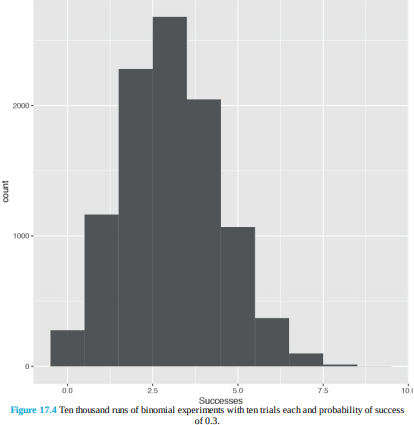 2000
1000
0
count
0.0 2.5 5.0 7.5 10.0
Successes
Figure 17.4 Ten thousand runs of binomial experiments with ten trials each and probability of success
of 0.3.